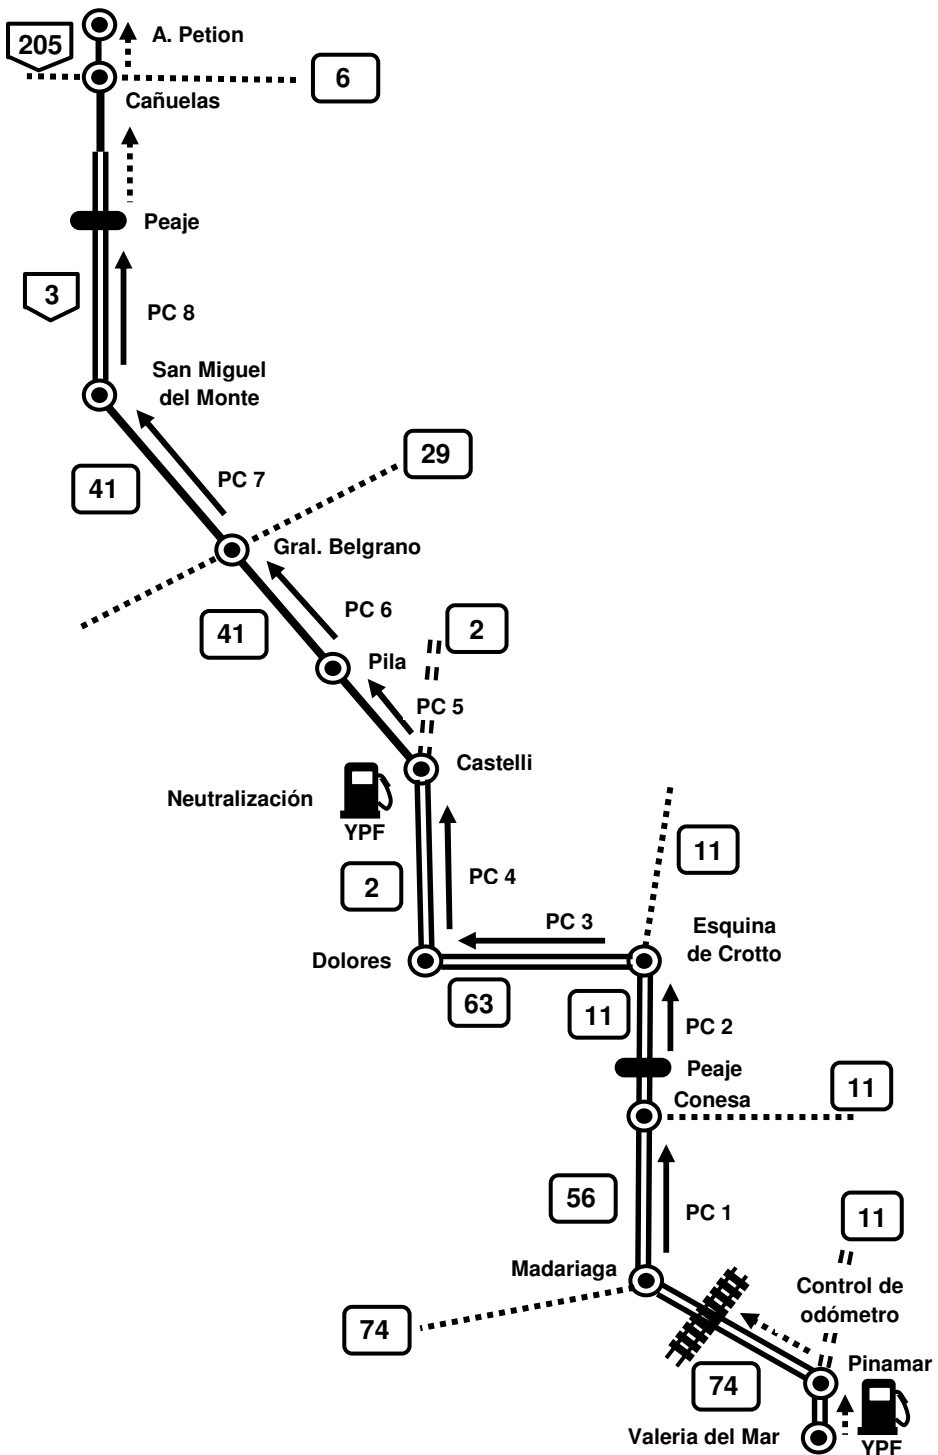 205
A. Petion
6
Cañuelas
Peaje
3
PC 8
San Miguel
del Monte
29
41
PC 7
Gral. Belgrano
PC 6
2
41
Pila
PC 5
Castelli
Neutralización
YPF
11
2
PC 4
PC 3
Esquina
de Crotto
Dolores
63
11
PC 2
Peaje
11
Conesa
56
PC 1
11
Madariaga
Control de
odómetro
74
Pinamar
74
Valeria del Mar
YPF